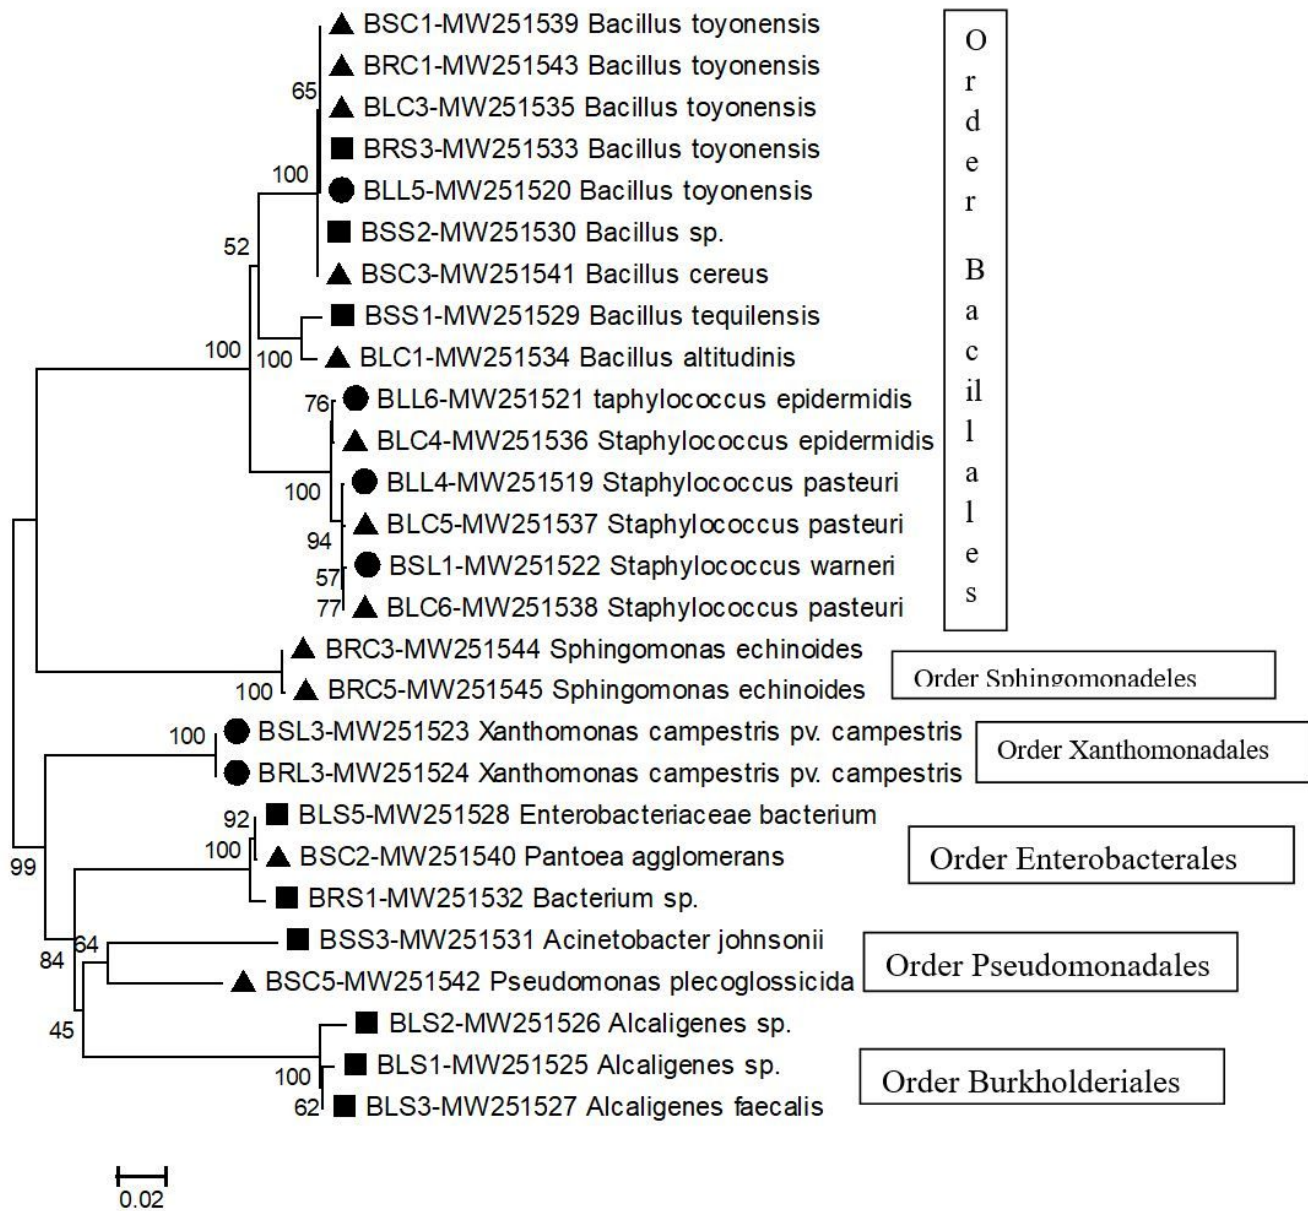 BSC1-MW251539 Bacillus toyonensis
BRC1-MW251543 Bacillus toyonensis
65
BLC3-MW251535 Bacillus toyonensis
BRS3-MW251533 Bacillus toyonensis
100
BLL5-MW251520 Bacillus toyonensis
BSS2-MW251530 Bacillus sp.
52
BSC3-MW251541 Bacillus cereus
BSS1-MW251529 Bacillus tequilensis
100
100
BLC1-MW251534 Bacillus altitudinis
76
BLL6-MW251521 taphylococcus epidermidis
BLC4-MW251536 Staphylococcus epidermidis
100
BLL4-MW251519 Staphylococcus pasteuri
BLC5-MW251537 Staphylococcus pasteuri
94
BSL1-MW251522 Staphylococcus warneri
57
77
BLC6-MW251538 Staphylococcus pasteuri
O
r
d
e
r
B
a
c
il
l
a
l
e
s
BRC3-MW251544 Sphingomonas echinoides
100
BRC5-MW251545 Sphingomonas echinoides
Order Sphingomonadeles
100
BSL3-MW251523 Xanthomonas campestris pv. campestris
BRL3-MW251524 Xanthomonas campestris pv. campestris
Order Xanthomonadales
92
BLS5-MW251528 Enterobacteriaceae bacterium
100
BSC2-MW251540 Pantoea agglomerans
99
BRS1-MW251532 Bacterium sp.
Order Enterobacterales
64
BSS3-MW251531 Acinetobacter johnsonii
84
BSC5-MW251542 Pseudomonas plecoglossicida
Order Pseudomonadales
45
BLS2-MW251526 Alcaligenes sp.
100
BLS1-MW251525 Alcaligenes sp.
62
BLS3-MW251527 Alcaligenes faecalis
Order Burkholderiales
0.02